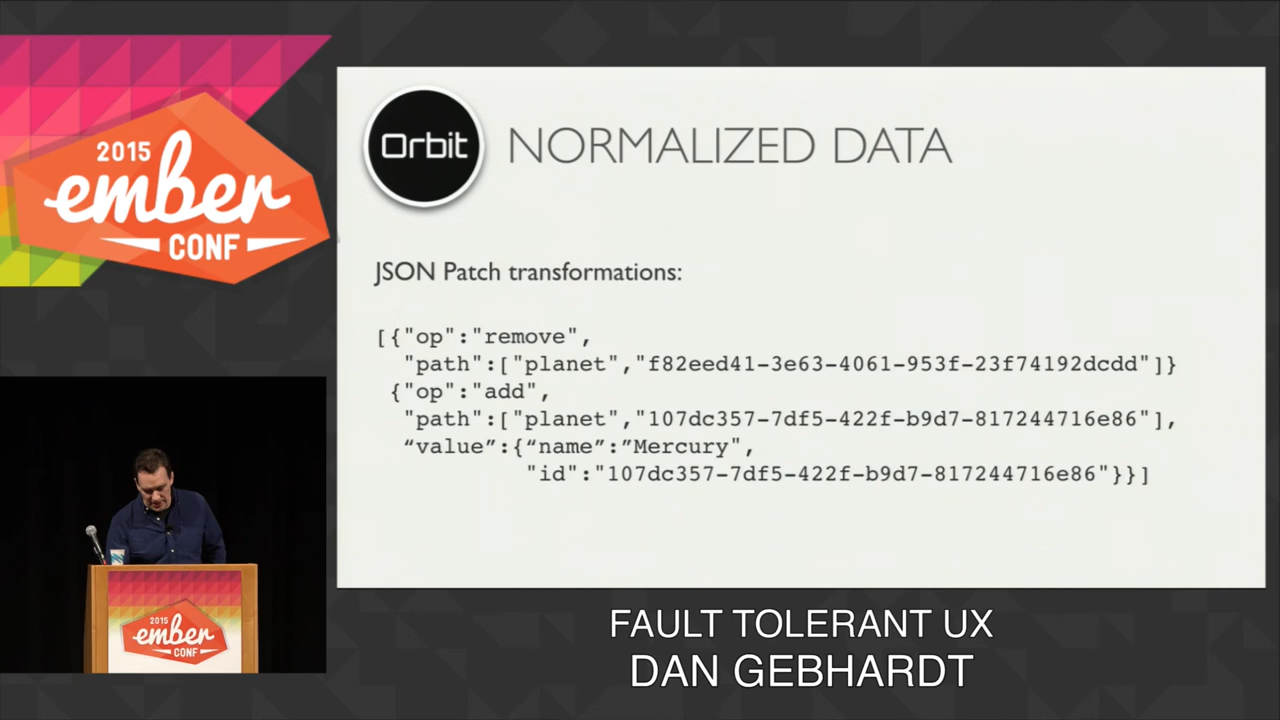 2015
ember
CONF
Orbit
NORMALIZED DATA
JSON Patch transformations:
[{"op":"remove",
"path":["planet","f82eed41-3e63-4061-953f-23f74192dcdd"]}
{"op":"add",
"path":["planet","107dc357-7df5-422f-b9d7-817244716e86"],
“value”:{“name”:”Mercury",
"id":"107dc357-7df5-422f-b9d7-817244716e86"}}]
2015
ember
CONF
FAULT TOLERANT UX
DAN GEBHARDT